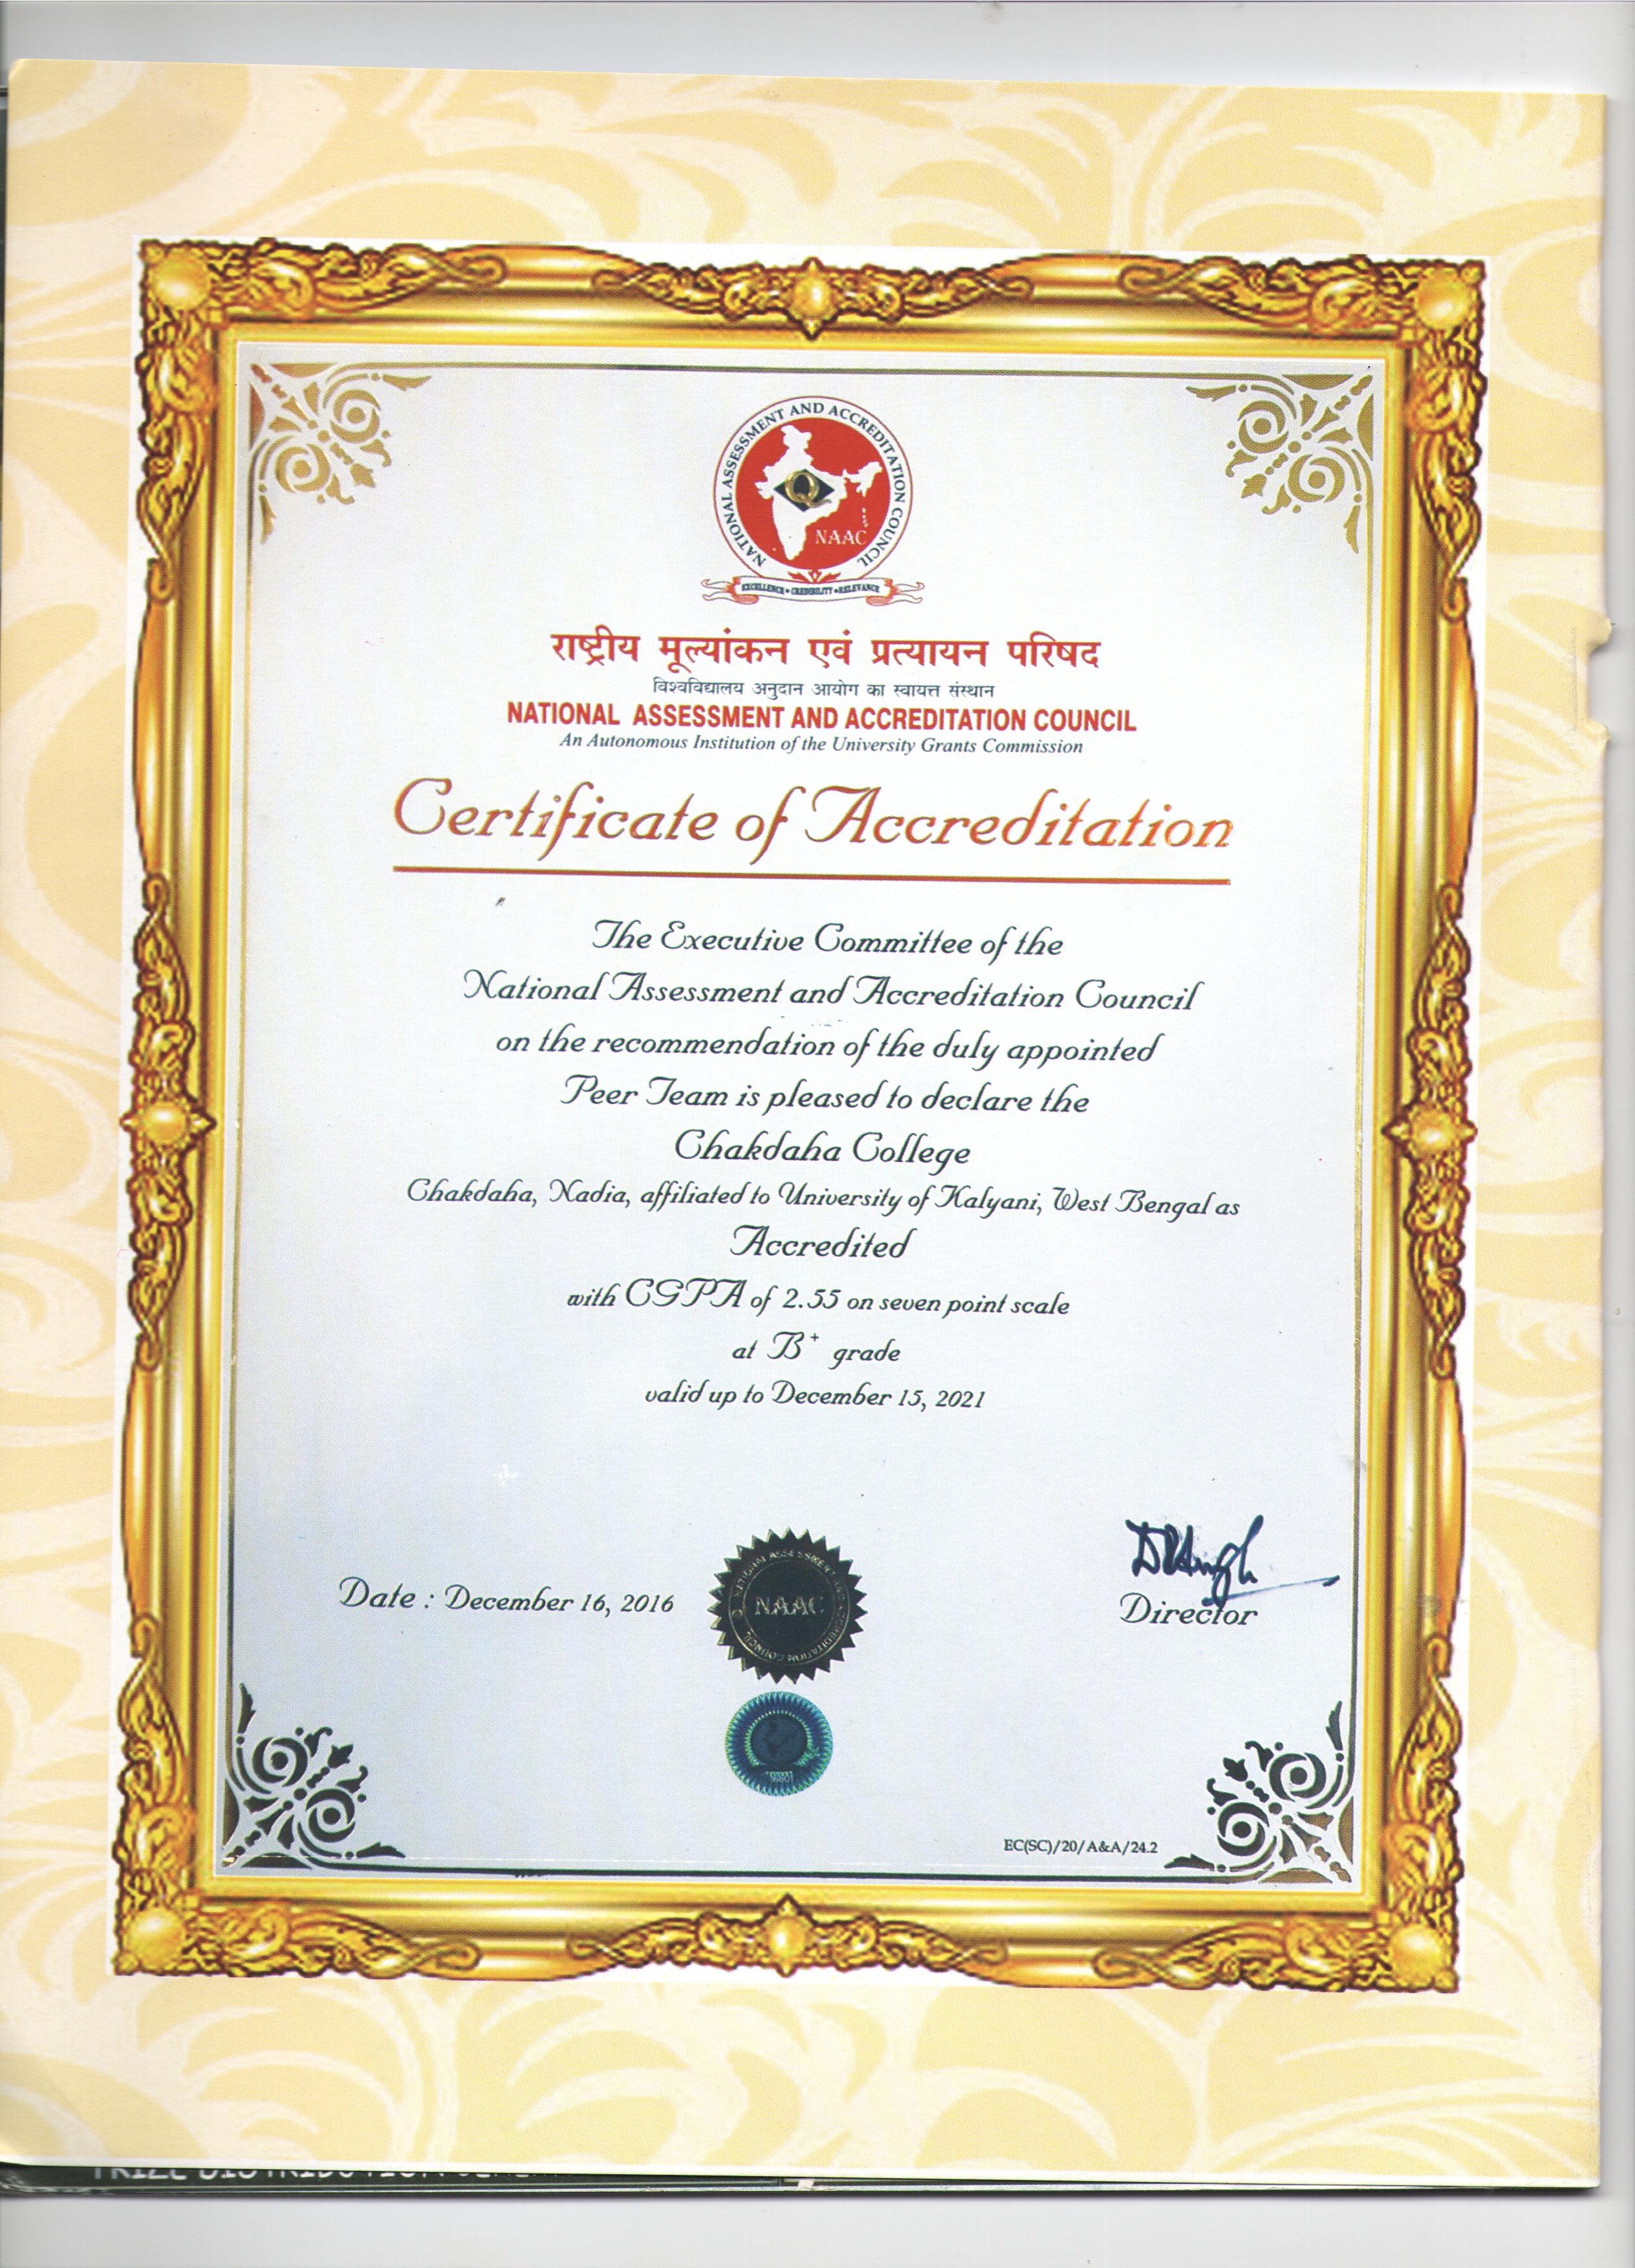 NATIONAL ASSESSMENT AND ACCREDITATION COUNCIL
NAAC
EXCELLENCE • CREDIBILITY • RELEVANCE
राष्ट्रीय मूल्यांकन एवं प्रत्यायन परिषद
विश्वविद्यालय अनुदान आयोग का स्वायत्त संस्थान
NATIONAL ASSESSMENT AND ACCREDITATION COUNCIL
An Autonomous Institution of the University Grants Commission
Certificate of Accreditation
The Executive Committee of the
National Assessment and Accreditation Council
on the recommendation of the duly appointed
Peer Team is pleased to declare the
Chakdaha College
Chakdaha, Nadia, affiliated to University of Kalyani, West Bengal as
Accredited
with CGPA of 2.55 on seven point scale
at B⁺ grade
valid up to December 15, 2021
Date : December 16, 2016
NATIONAL ASSESSMENT AND ACCREDITATION COUNCIL
NAAC
Director
EC(SC)/20/A&A/24.2